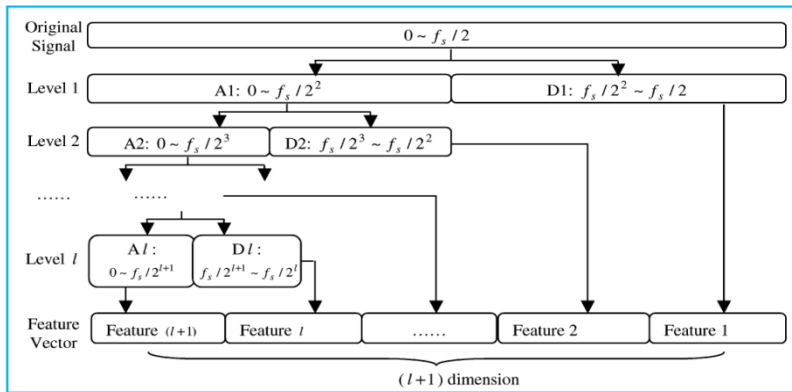 Original
Signal
0 ~ f_s / 2
Level 1
A1: 0 ~ f_s / 2^2
D1: f_s / 2^2 ~ f_s / 2
Level 2
A2: 0 ~ f_s / 2^3
D2: f_s / 2^3 ~ f_s / 2^2
......
......
Level l
A l :
0 ~ f_s / 2^{l+1}
D l :
f_s / 2^{l+1} ~ f_s / 2^l
Feature
Vector
Feature (l+1)
Feature l
......
Feature 2
Feature 1
(l+1) dimension